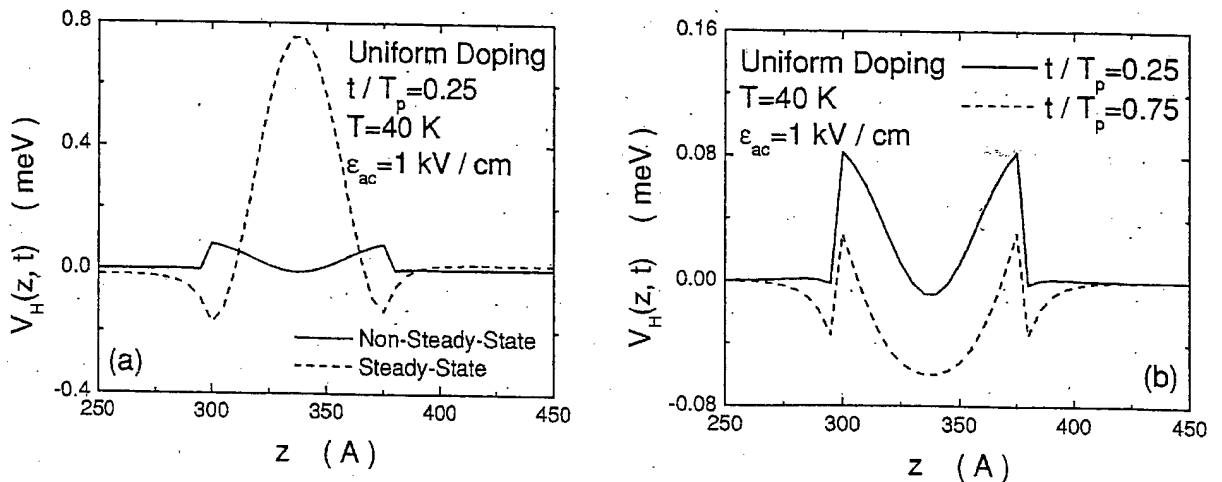 0.8
0.4
0.0
-0.4
V_H(z, t) (meV)
Uniform Doping
t / T_p=0.25
T=40 K
ε_ac=1 kV / cm
Non-Steady-State
Steady-State
(a)
250 300 350 400 450
z (A)
0.16
0.08
0.00
-0.08
V_H(z, t) (meV)
Uniform Doping
T=40 K
ε_ac=1 kV / cm
t / T_p=0.25
t / T_p=0.75
(b)
250 300 350 400 450
z (A)